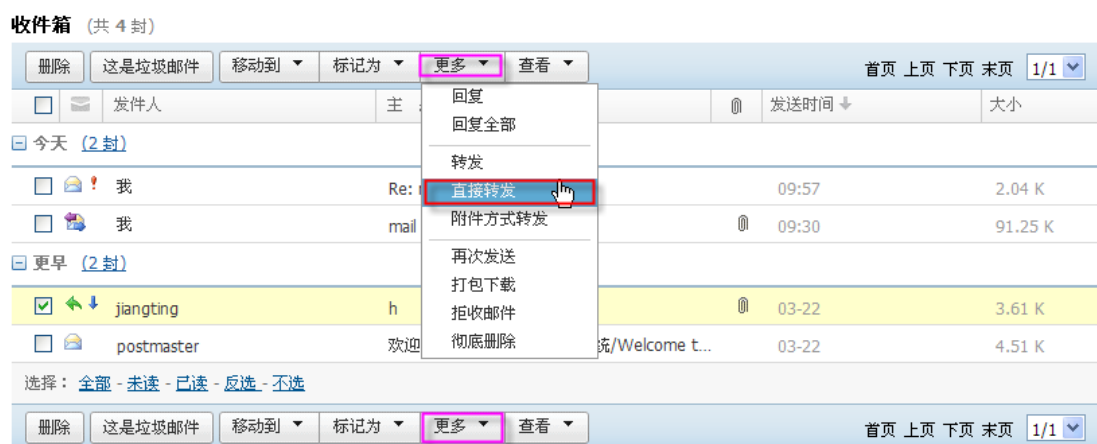 收件箱 (共 4 封)
删除 这是垃圾邮件 移动到 标记为 更多 查看 首页 上页 下页 末页 1/1
发件人 主 发送时间 大小
回复
回复全部
今天 (2 封)
转发
我 Re: 直接转发 09:57 2.04 K
附件方式转发
我 mail 09:30 91.25 K
再次发送
更早 (2 封)
打包下载
jiangting h 拒收邮件 03-22 3.61 K
彻底删除
postmaster 欢迎 统/Welcome t... 03-22 4.51 K
选择： 全部 - 未读 - 已读 - 反选 - 不选
删除 这是垃圾邮件 移动到 标记为 更多 查看 首页 上页 下页 末页 1/1